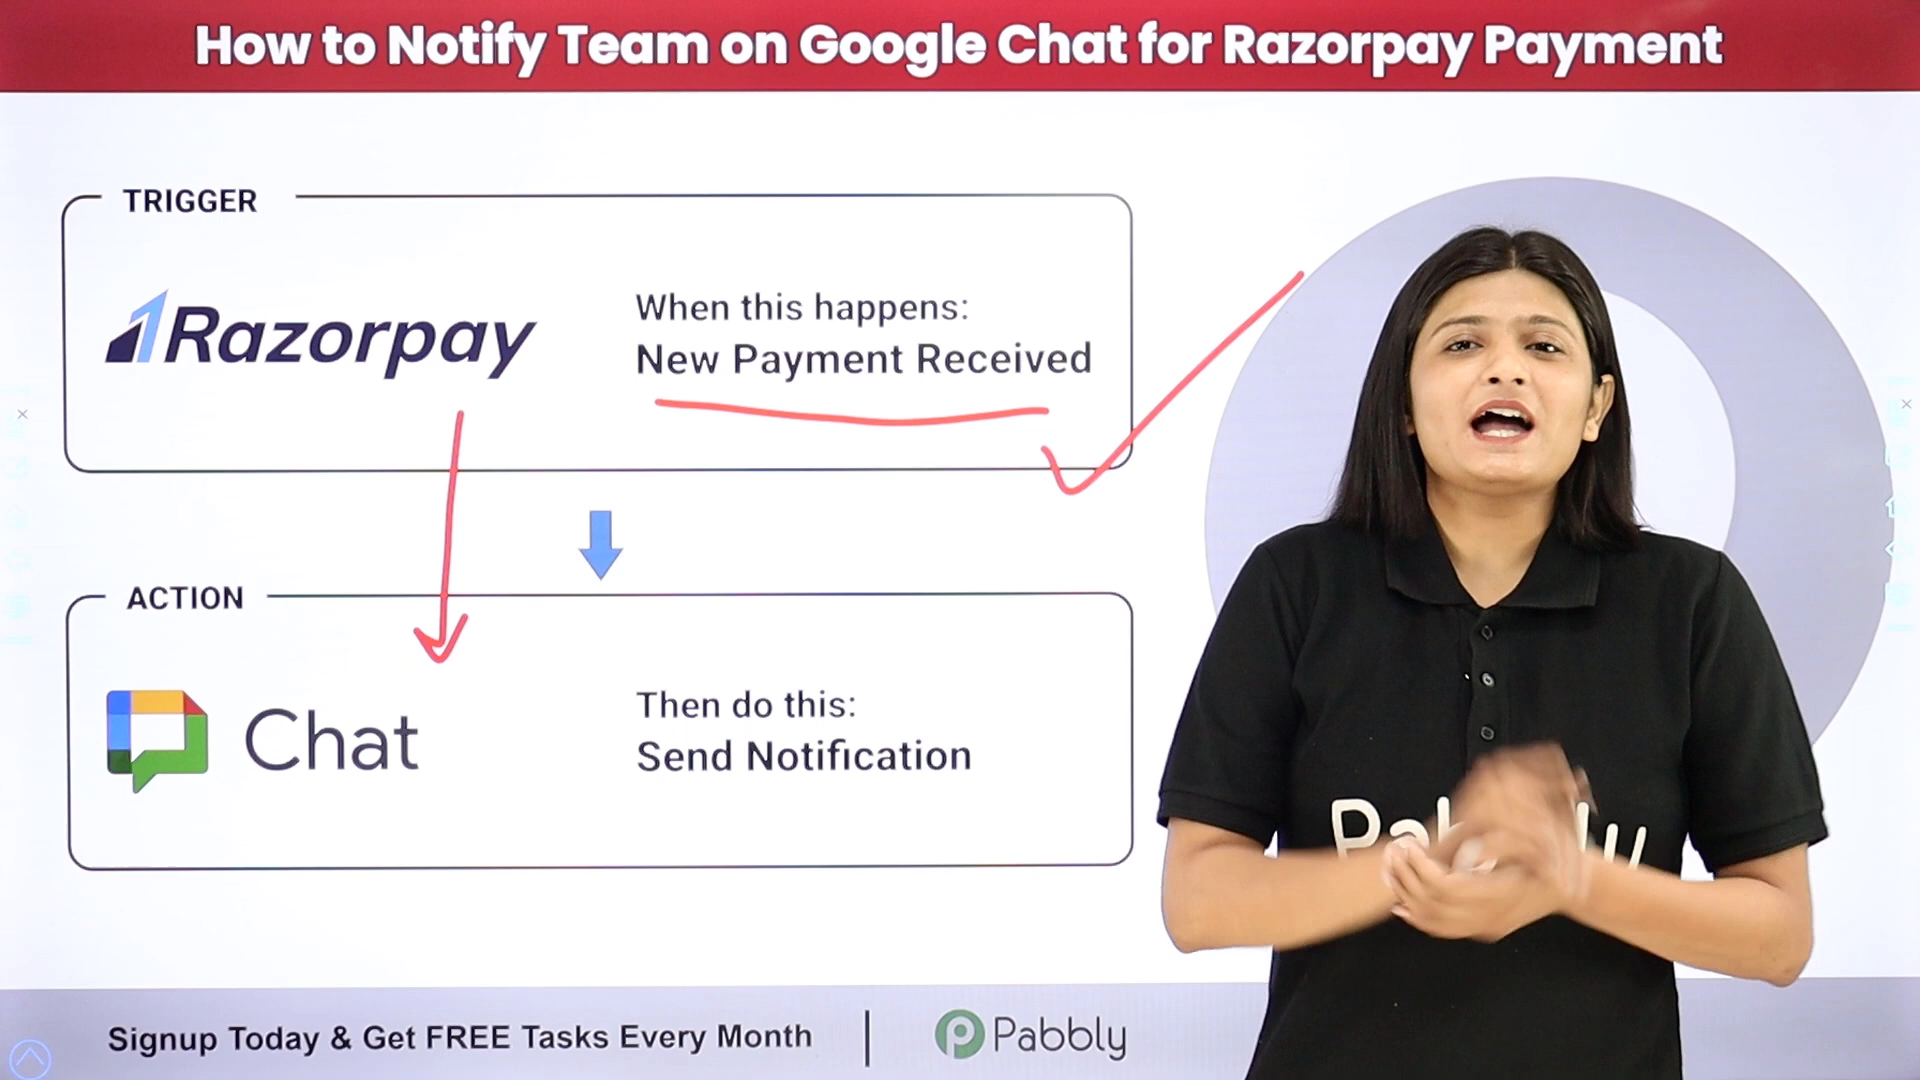 How to Notify Team on Google Chat for Razorpay Payment
TRIGGER
Razorpay
When this happens:
New Payment Received
ACTION
Chat
Then do this:
Send Notification
Signup Today & Get FREE Tasks Every Month
Pabbly